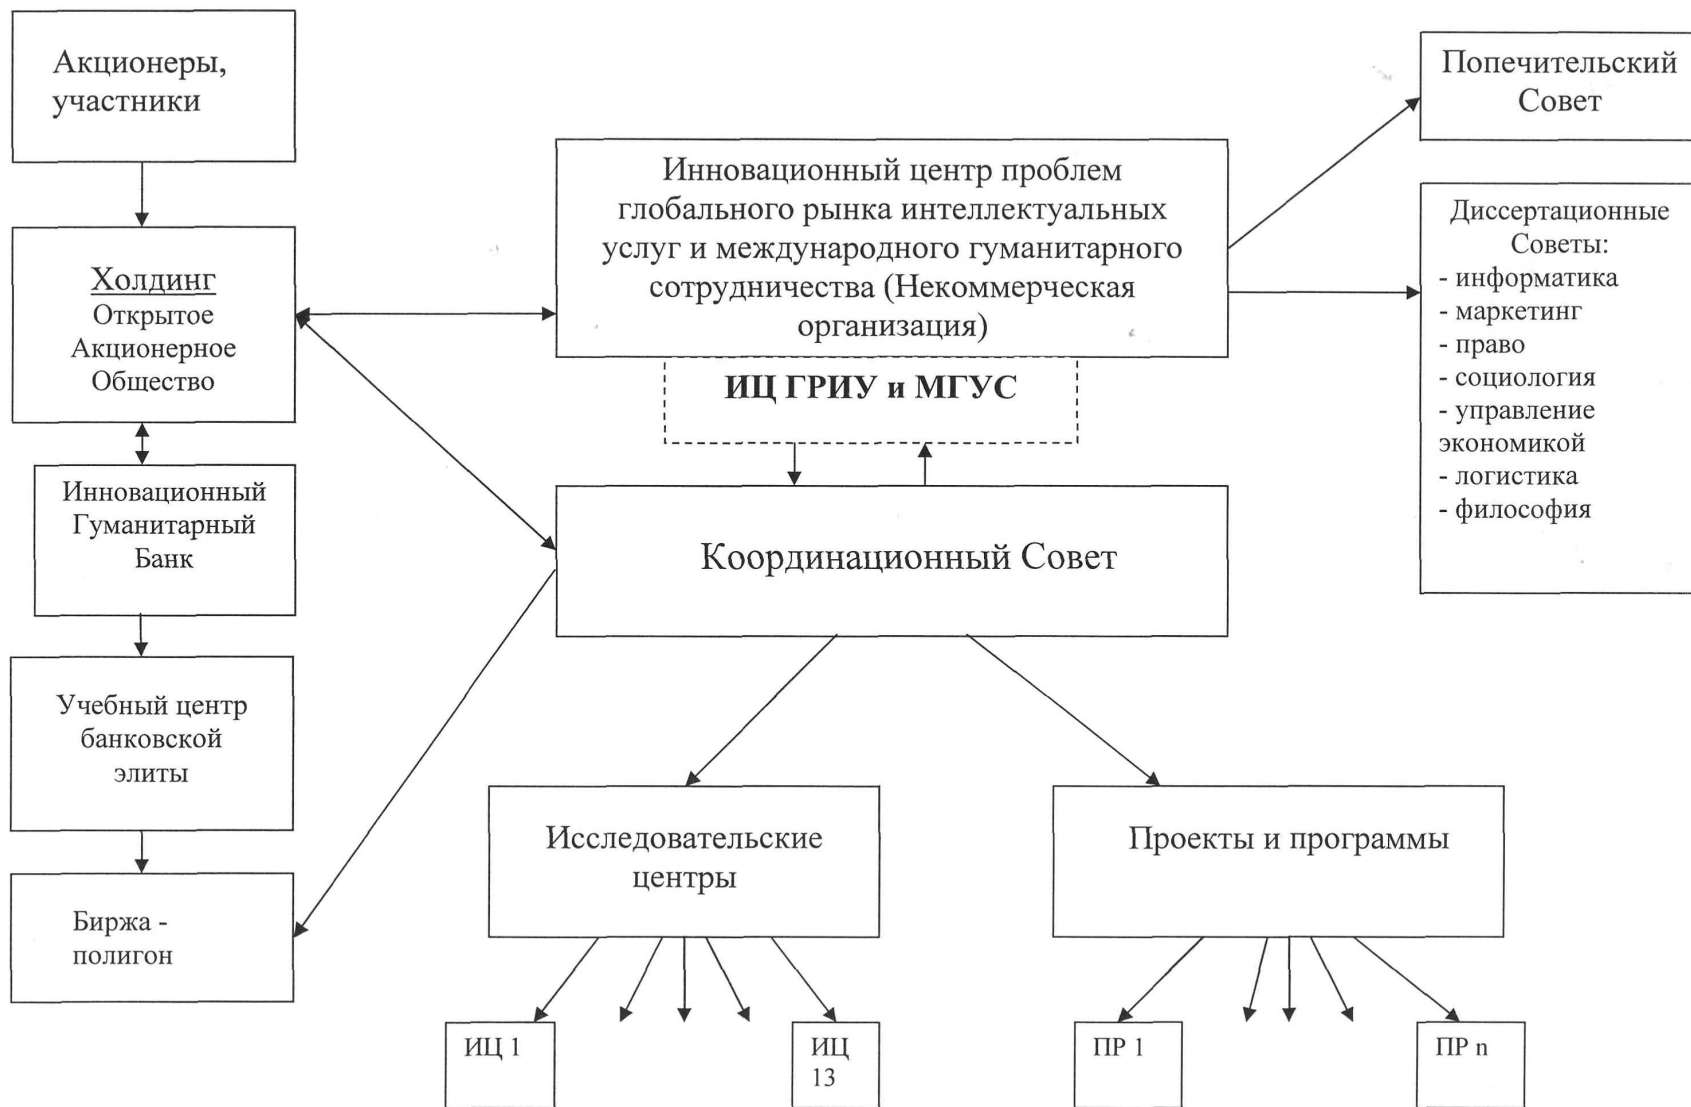 Акционеры,
участники
Попечительский
Совет
Инновационный центр проблем
глобального рынка интеллектуальных
услуг и международного гуманитарного
сотрудничества (Некоммерческая
организация)
Диссертационные
Советы:
- информатика
- маркетинг
- право
- социология
- управление
экономикой
- логистика
- философия
Холдинг
Открытое
Акционерное
Общество
ИЦ ГРИУ и МГУС
Инновационный
Гуманитарный
Банк
Координационный Совет
Учебный центр
банковской
элиты
Исследовательские
центры
Проекты и программы
Биржа -
полигон
ИЦ 1
ИЦ
13
ПР 1
ПР n